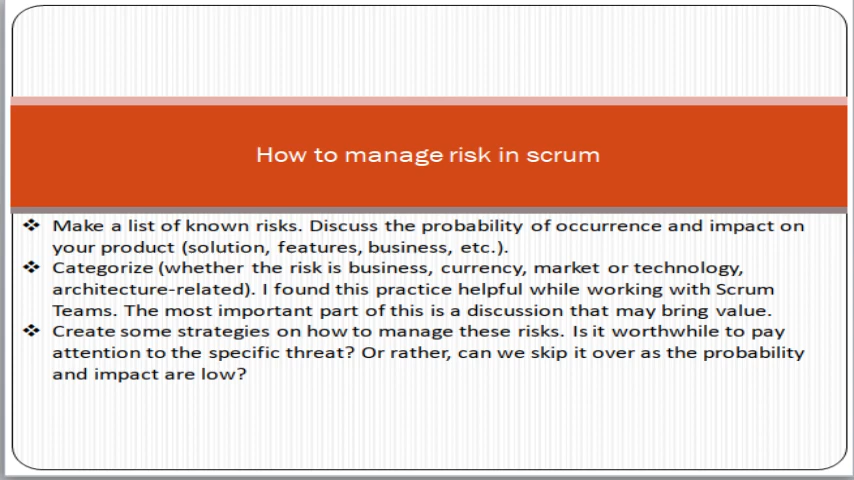 How to manage risk in scrum
❖ Make a list of known risks. Discuss the probability of occurrence and impact on
your product (solution, features, business, etc.).
❖ Categorize (whether the risk is business, currency, market or technology,
architecture-related). I found this practice helpful while working with Scrum
Teams. The most important part of this is a discussion that may bring value.
❖ Create some strategies on how to manage these risks. Is it worthwhile to pay
attention to the specific threat? Or rather, can we skip it over as the probability
and impact are low?